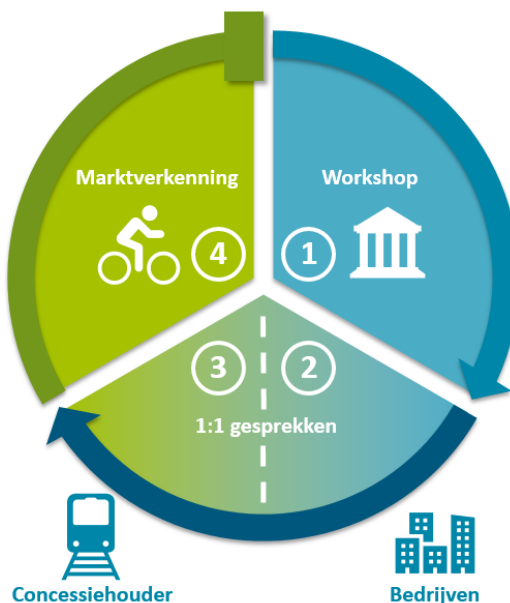 Marktverkenning
Workshop
4
1
3
2
1:1 gesprekken
Concessiehouder
Bedrijven